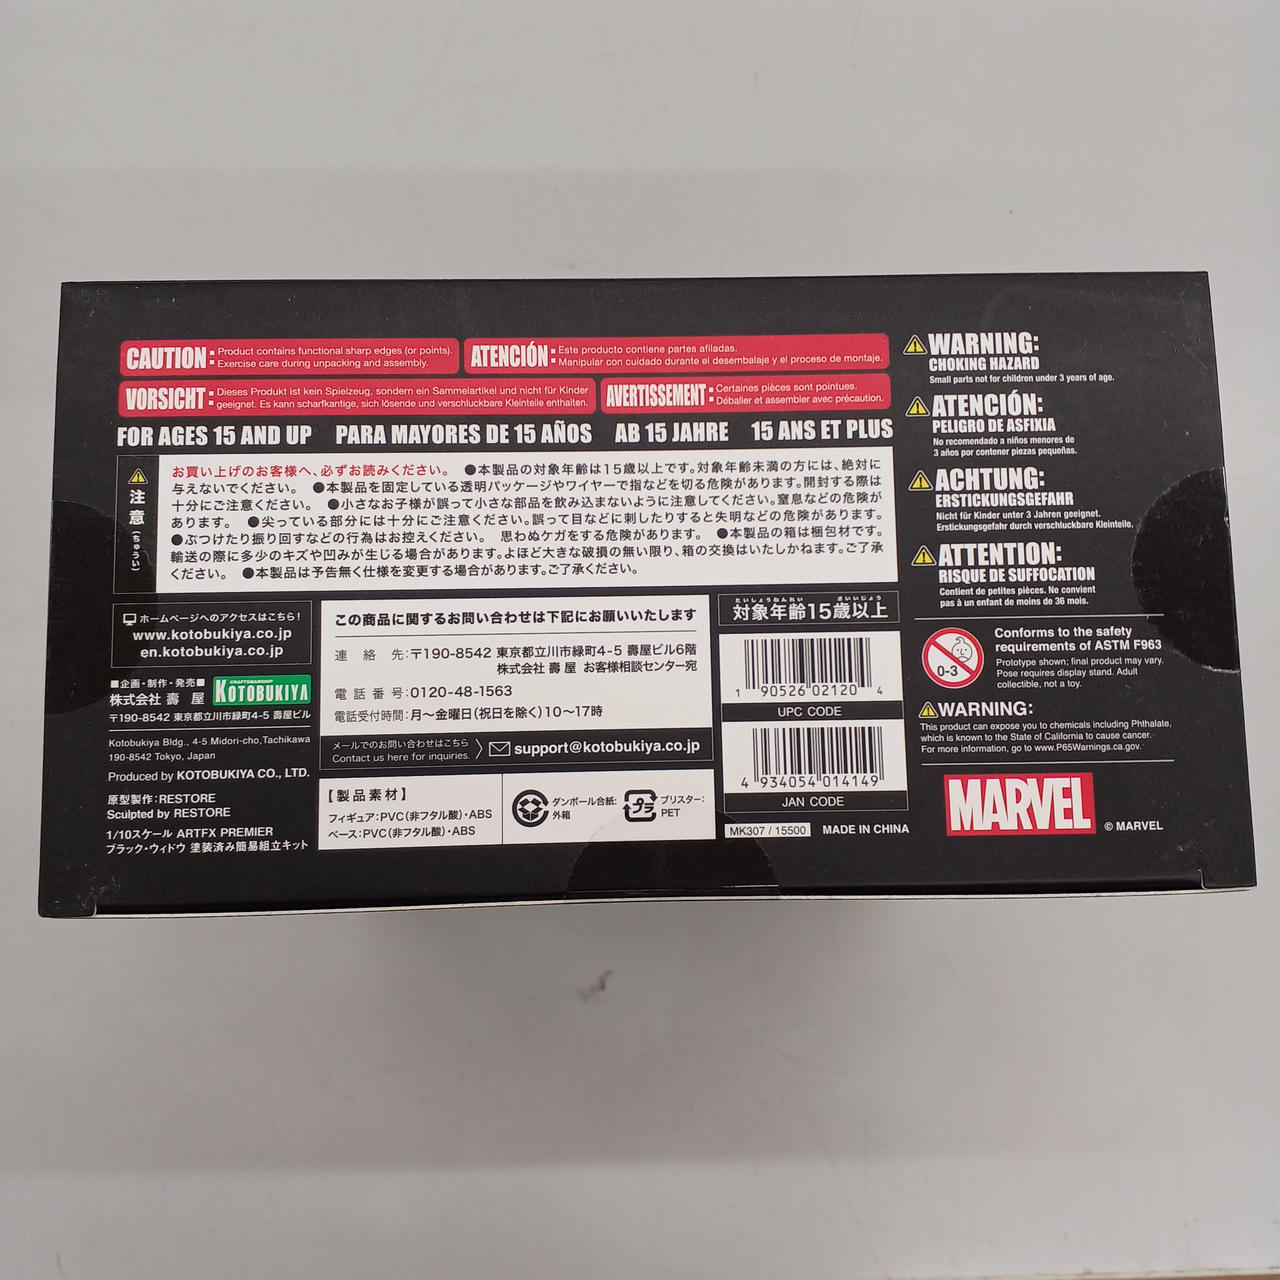 CAUTION: Product contains functional sharp edges (or points).
Exercise care during unpacking and assembly.
ATENCIÓN: Este producto contiene partes afiladas.
Manipular con cuidado durante el desembalaje y el proceso de montaje.
VORSICHT: Dieses Produkt ist kein Spielzeug, sondern ein Sammelartikel und nicht für Kinder
geeignet. Es kann scharfkantige, sich lösende und verschluckbare Kleinteile enthalten.
AVERTISSEMENT: Certaines pièces sont pointues.
Déballer et assembler avec précaution.
FOR AGES 15 AND UP PARA MAYORES DE 15 AÑOS AB 15 JAHRE 15 ANS ET PLUS
注意(ちゅうい)
お買い上げのお客様へ、必ずお読みください。 ●本製品の対象年齢は15歳以上です。対象年齢未満の方には、絶対に
与えないでください。 ●本製品を固定している透明パッケージやワイヤーで指などを切る危険があります。開封する際は
十分にご注意ください。 ●小さなお子様が誤って小さな部品を飲み込まないように注意してください。窒息などの危険が
あります。 ●尖っている部分には十分にご注意ください。誤って目などに刺したりすると失明などの危険があります。
●ぶつけたり振り回すなどの行為はお控えください。 思わぬケガをする危険があります。 ●本製品の箱は梱包材です。
輸送の際に多少のキズや凹みが生じる場合があります。よほど大きな破損の無い限り、箱の交換はいたしかねます。ご了承
ください。 ●本製品は予告無く仕様を変更する場合があります。ご了承ください。
ホームページへのアクセスはこちら!
www.kotobukiya.co.jp
en.kotobukiya.co.jp
■企画・制作・発売■
株式会社 壽 屋
CRAFTSMANSHIP
KOTOBUKIYA
〒190-8542 東京都立川市緑町4-5 壽屋ビル
Kotobukiya Bldg., 4-5 Midori-cho,Tachikawa
190-8542 Tokyo, Japan
Produced by KOTOBUKIYA CO., LTD.
原型製作:RESTORE
Sculpted by RESTORE
1/10スケール ARTFX PREMIER
ブラック・ウィドウ 塗装済み簡易組立キット
この商品に関するお問い合わせは下記にお願いいたします
連絡先:〒190-8542 東京都立川市緑町4-5 壽屋ビル6階
株式会社 壽 屋 お客様相談センター宛
電話番号:0120-48-1563
電話受付時間:月〜金曜日(祝日を除く)10〜17時
メールでのお問い合わせはこちら
Contact us here for inquiries.
support@kotobukiya.co.jp
【製品素材】
フィギュア:PVC(非フタル酸)・ABS
ベース:PVC(非フタル酸)・ABS
ダンボール合紙:
外箱
プラ
ブリスター:
PET
たいしょうねんれい さいいじょう
対象年齢15歳以上
1 90526 02120 4
UPC CODE
4 934054 014149
JAN CODE
MK307 / 15500
MADE IN CHINA
WARNING:
CHOKING HAZARD
Small parts not for children under 3 years of age.
ATENCIÓN:
PELIGRO DE ASFIXIA
No recomendado a niños menores de
3 años por contener piezas pequeñas.
ACHTUNG:
ERSTICKUNGSGEFAHR
Nicht für Kinder unter 3 Jahren geeignet.
Erstickungsgefahr durch verschluckbare Kleinteile.
ATTENTION:
RISQUE DE SUFFOCATION
Contient de petites pièces. Ne convient
pas à un enfant de moins de 36 mois.
0-3
Conforms to the safety
requirements of ASTM F963
Prototype shown; final product may vary.
Pose requires display stand. Adult
collectible, not a toy.
WARNING:
This product can expose you to chemicals including Phthalate,
which is known to the State of California to cause cancer.
For more information, go to www.P65Warnings.ca.gov.
MARVEL
© MARVEL